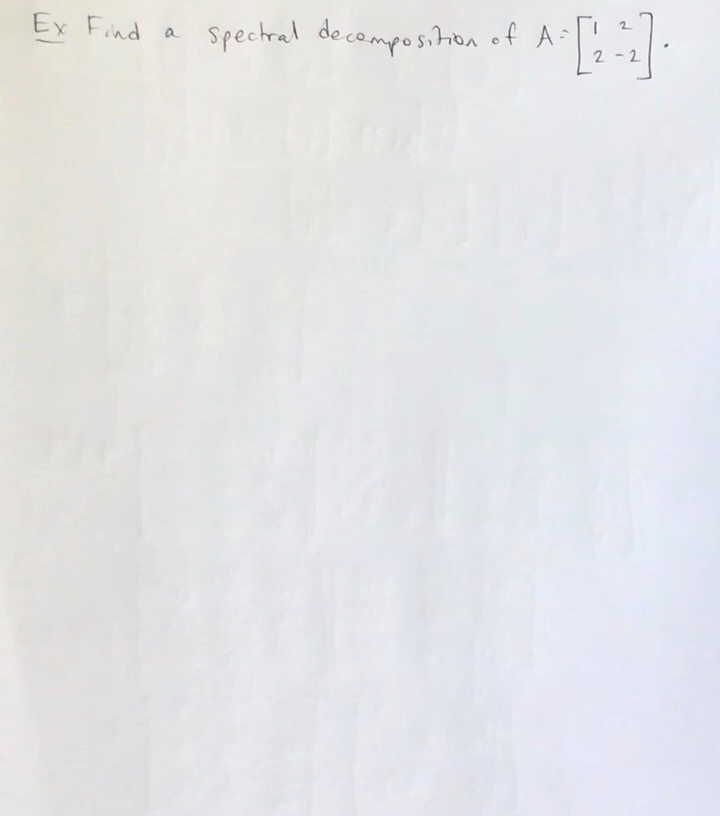 Ex Find a spectral decomposition of A = [1 2; 2 -2].